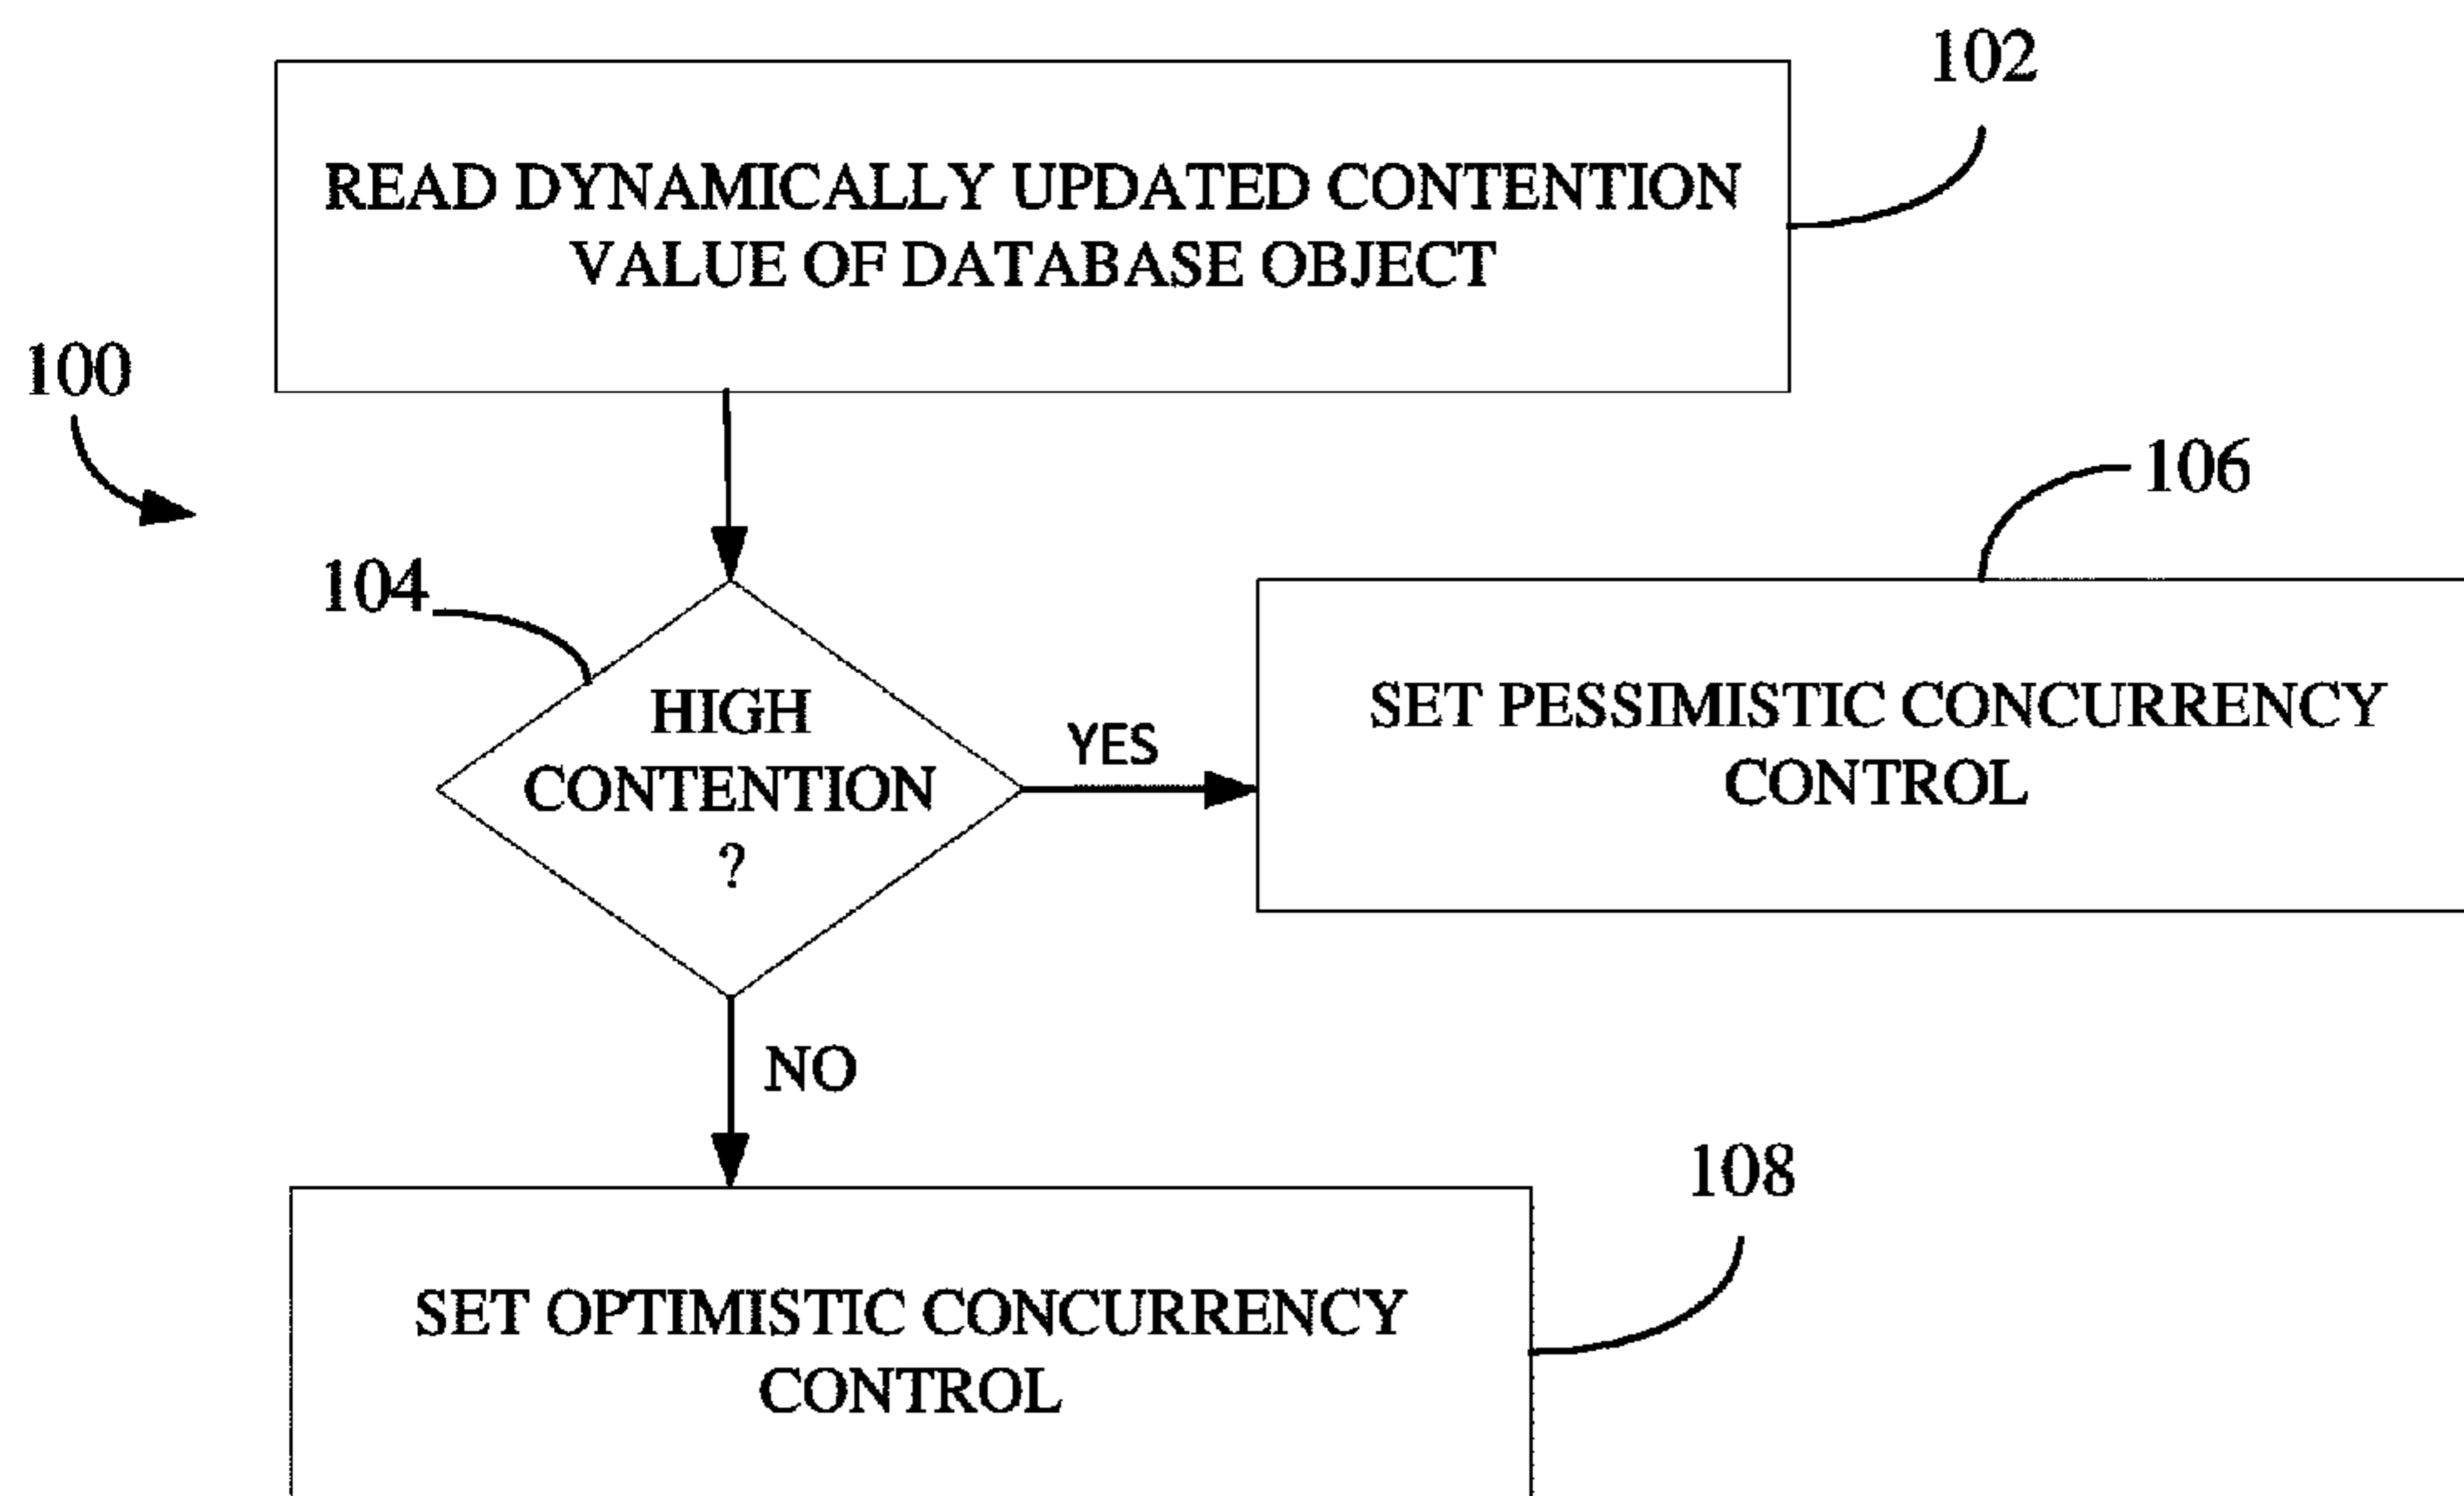 102
READ DYNAMICALLY UPDATED CONTENTION
VALUE OF DATABASE OBJECT
100
106
104
HIGH
CONTENTION
?
YES
SET PESSIMISTIC CONCURRENCY
CONTROL
NO
108
SET OPTIMISTIC CONCURRENCY
CONTROL